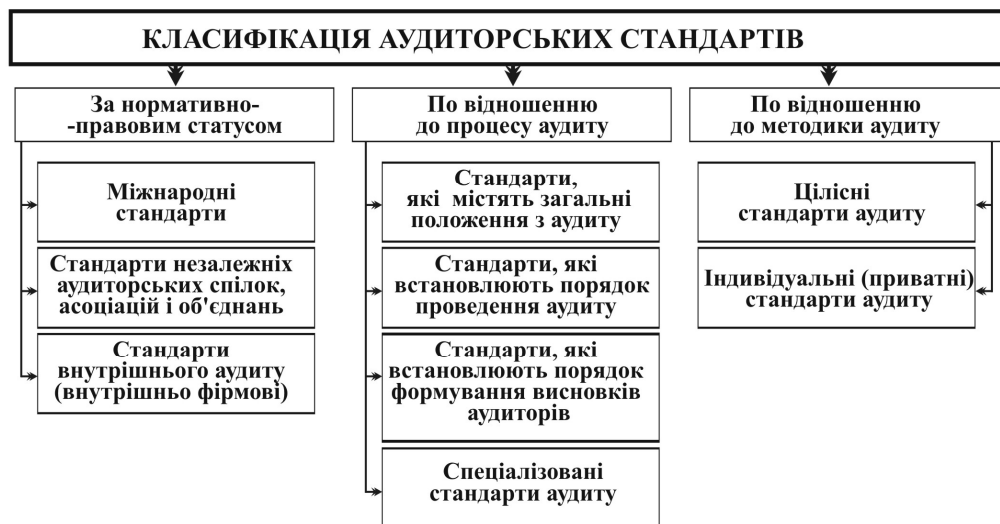 КЛАСИФІКАЦІЯ АУДИТОРСЬКИХ СТАНДАРТІВ
За нормативно-
-правовим статусом
Міжнародні
стандарти
Стандарти незалежніх
аудиторських спілок,
асоціацій і об'єднань
Стандарти
внутрішнього аудиту
(внутрішньо фірмові)
По відношенню
до процесу аудиту
Стандарти,
які містять загальні
положення з аудиту
Стандарти, які
встановлюють порядок
проведення аудиту
Стандарти, які
встановлюють порядок
формування висновків
аудиторів
Спеціалізовані
стандарти аудиту
По відношенню
до методики аудиту
Цілісні
стандарти аудиту
Індивідуальні (приватні)
стандарти аудиту